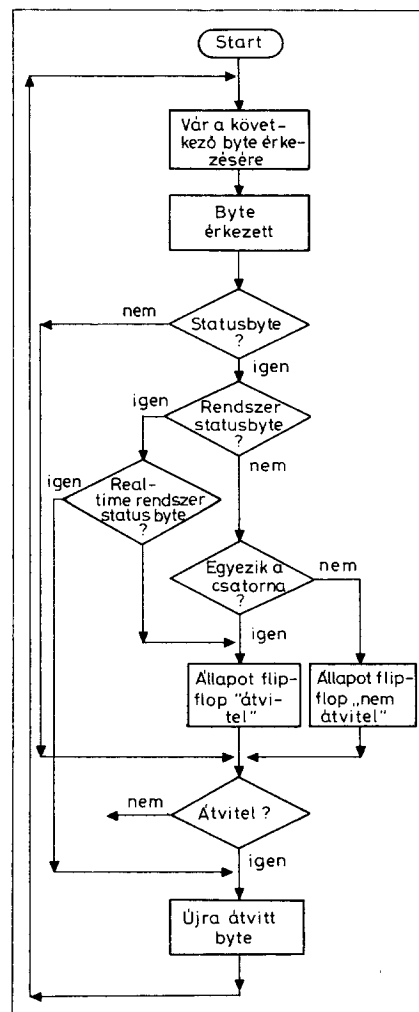 Start
Vár a követ-
kező byte érke-
zésére
Byte
érkezett
nem
Statusbyte
?
igen
igen
Rendszer
statusbyte
?
nem
igen
Real-
time rendszer
status byte
?
Egyezik a
csatorna
?
nem
igen
Állapot flip-
flop "átvi-
tel"
Állapot flip-
flop „nem
átvitel"
nem
Átvitel ?
igen
Újra átvitt
byte